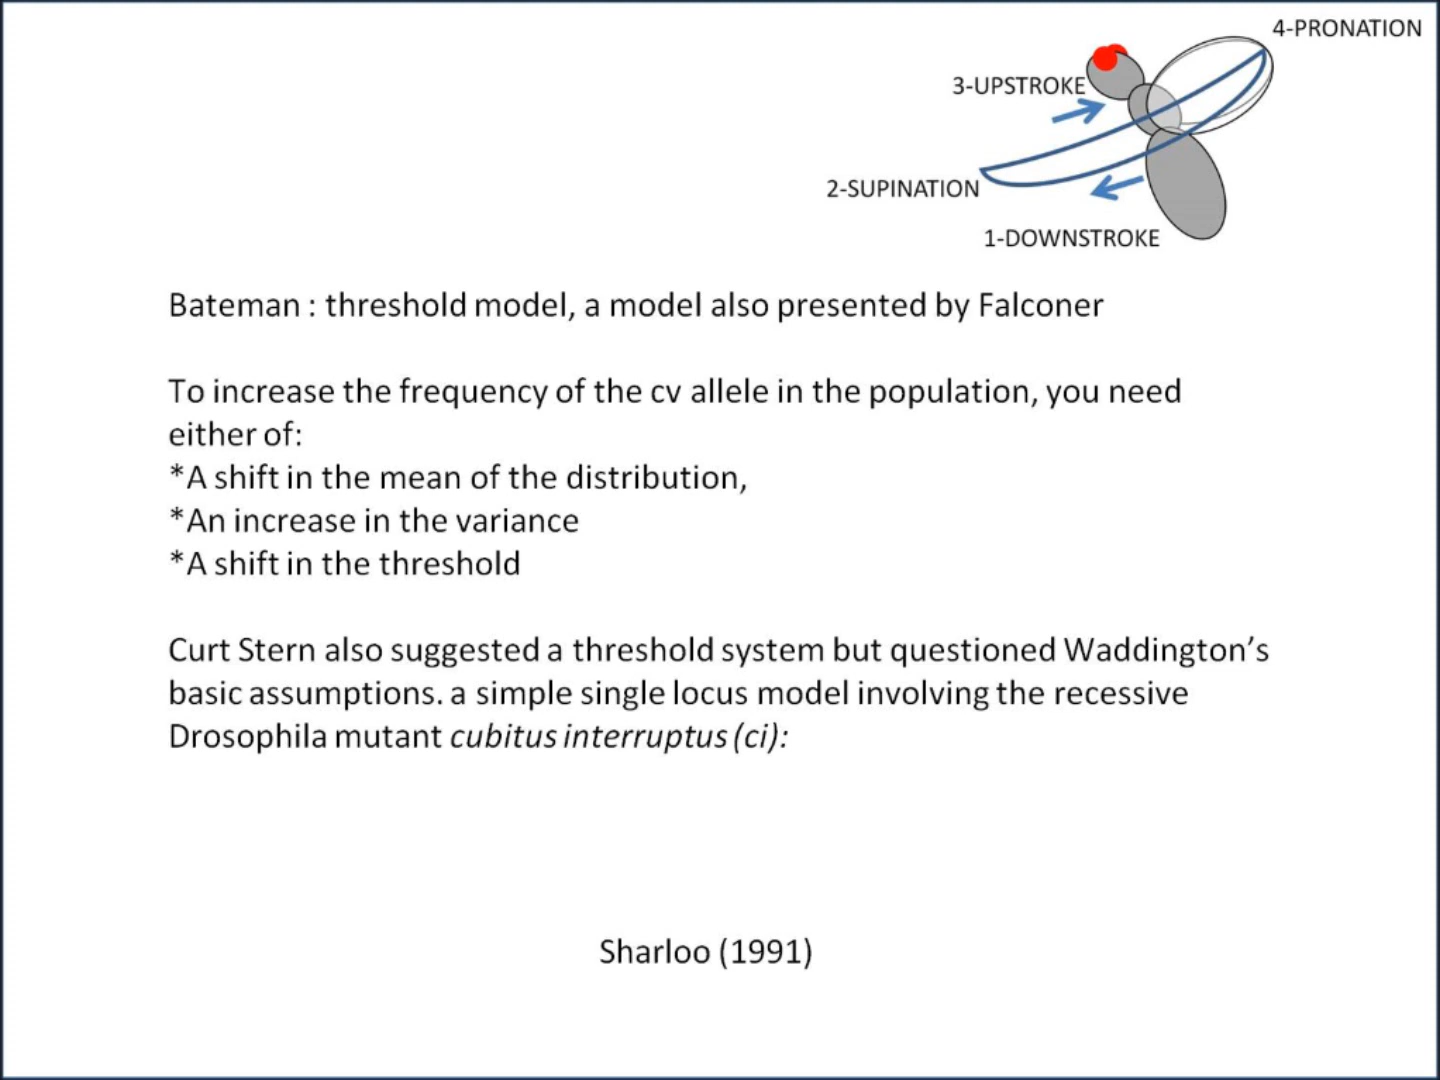 4-PRONATION
3-UPSTROKE
2-SUPINATION
1-DOWNSTROKE
Bateman : threshold model, a model also presented by Falconer
To increase the frequency of the cv allele in the population, you need
either of:
*A shift in the mean of the distribution,
*An increase in the variance
*A shift in the threshold
Curt Stern also suggested a threshold system but questioned Waddington’s
basic assumptions. a simple single locus model involving the recessive
Drosophila mutant cubitus interruptus (ci):
Sharloo (1991)